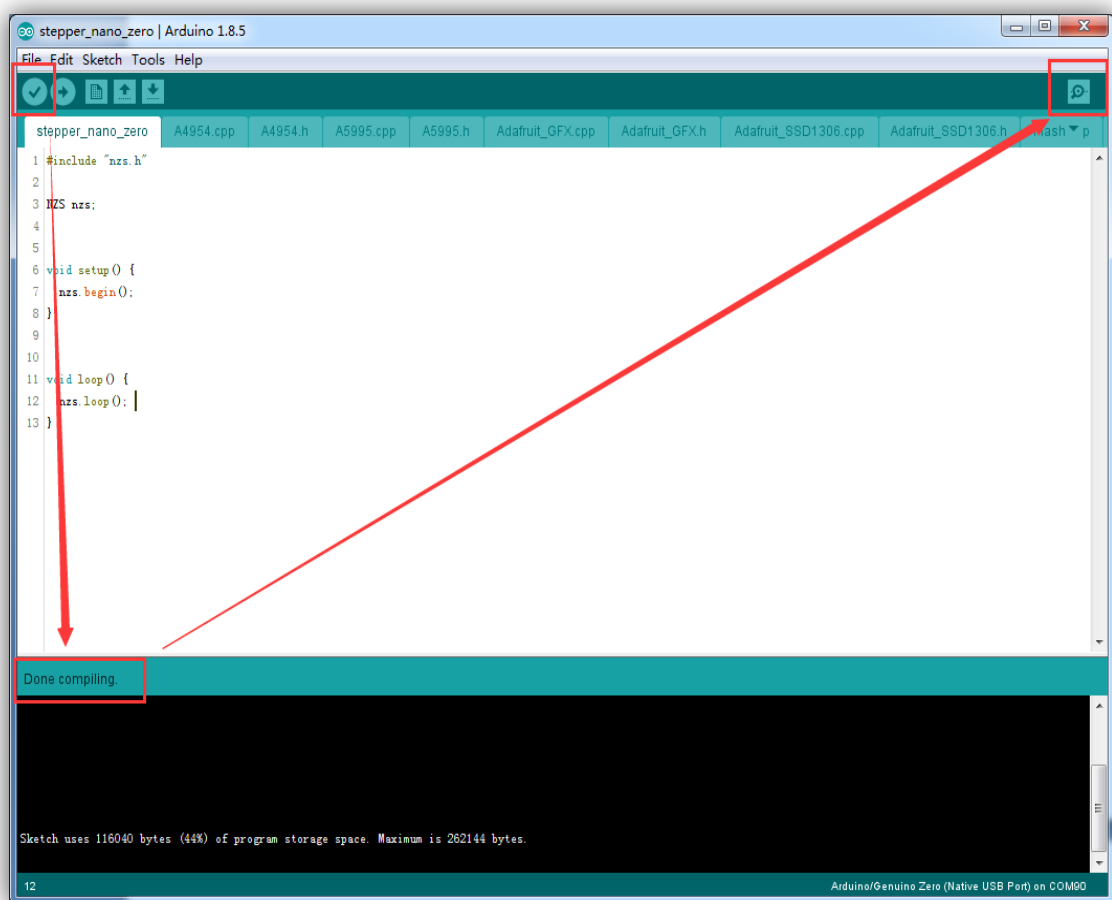 stepper_nano_zero | Arduino 1.8.5
File Edit Sketch Tools Help
stepper_nano_zero A4954.cpp A4954.h A5995.cpp A5995.h Adafruit_GFX.cpp Adafruit_GFX.h Adafruit_SSD1306.cpp Adafruit_SSD1306.h
1 #include "nzs.h"
2
3 NZS nzs;
4
5
6 void setup() {
7 nzs.begin();
8 }
9
10
11 void loop() {
12 nzs.loop();
13 }
Done compiling.
Sketch uses 116040 bytes (44%) of program storage space. Maximum is 262144 bytes.
12 Arduino/Genuino Zero (Native USB Port) on COM90